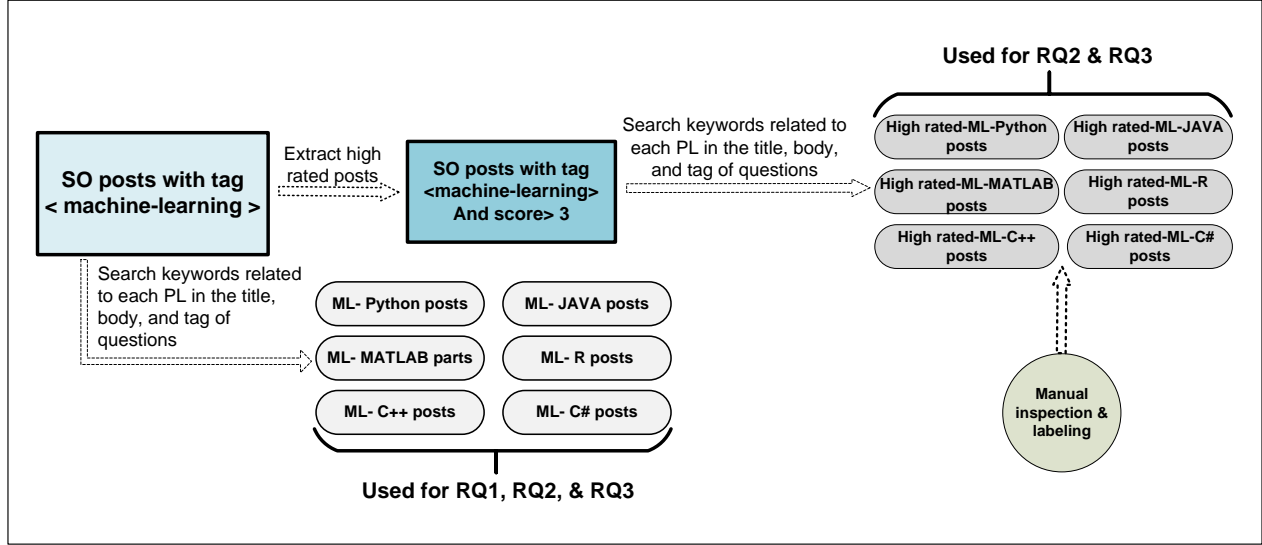 Used for RQ2 & RQ3
SO posts with tag
< machine-learning >
Extract high
rated posts
SO posts with tag
<machine-learning>
And score> 3
Search keywords related to
each PL in the title, body,
and tag of questions
High rated-ML-Python
posts
High rated-ML-JAVA
posts
High rated-ML-MATLAB
posts
High rated-ML-R
posts
High rated-ML-C++
posts
High rated-ML-C#
posts
Search keywords related
to each PL in the title,
body, and tag of
questions
ML- Python posts
ML- JAVA posts
ML- MATLAB parts
ML- R posts
ML- C++ posts
ML- C# posts
Used for RQ1, RQ2, & RQ3
Manual
inspection &
labeling